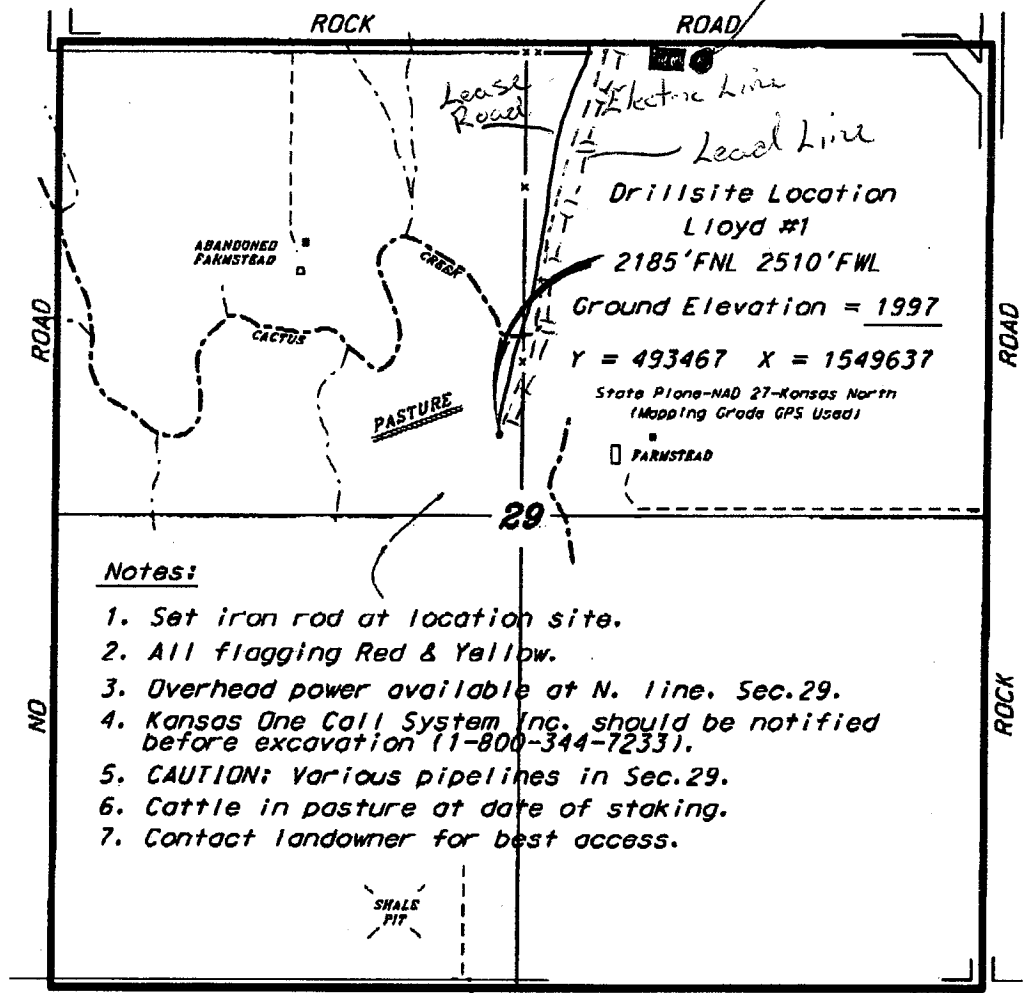 ROCK ROAD
Lease
Road
Electric Line
Lead Line
Drillsite Location
Lloyd #1
2185'FNL 2510'FWL
Ground Elevation = 1997
Y = 493467 X = 1549637
State Plane-NAD 27-Kansas North
(Mapping Grade GPS Used)
ABANDONED
FARMSTEAD
CREEK
CACTUS
PASTURE
FARMSTEAD
29
NO ROAD
ROCK ROAD
Notes:
1. Set iron rod at location site.
2. All flagging Red & Yellow.
3. Overhead power available at N. line, Sec.29.
4. Kansas One Call System Inc. should be notified
before excavation (1-800-344-7233).
5. CAUTION: Various pipelines in Sec.29.
6. Cattle in pasture at date of staking.
7. Contact landowner for best access.
SHALE
PIT